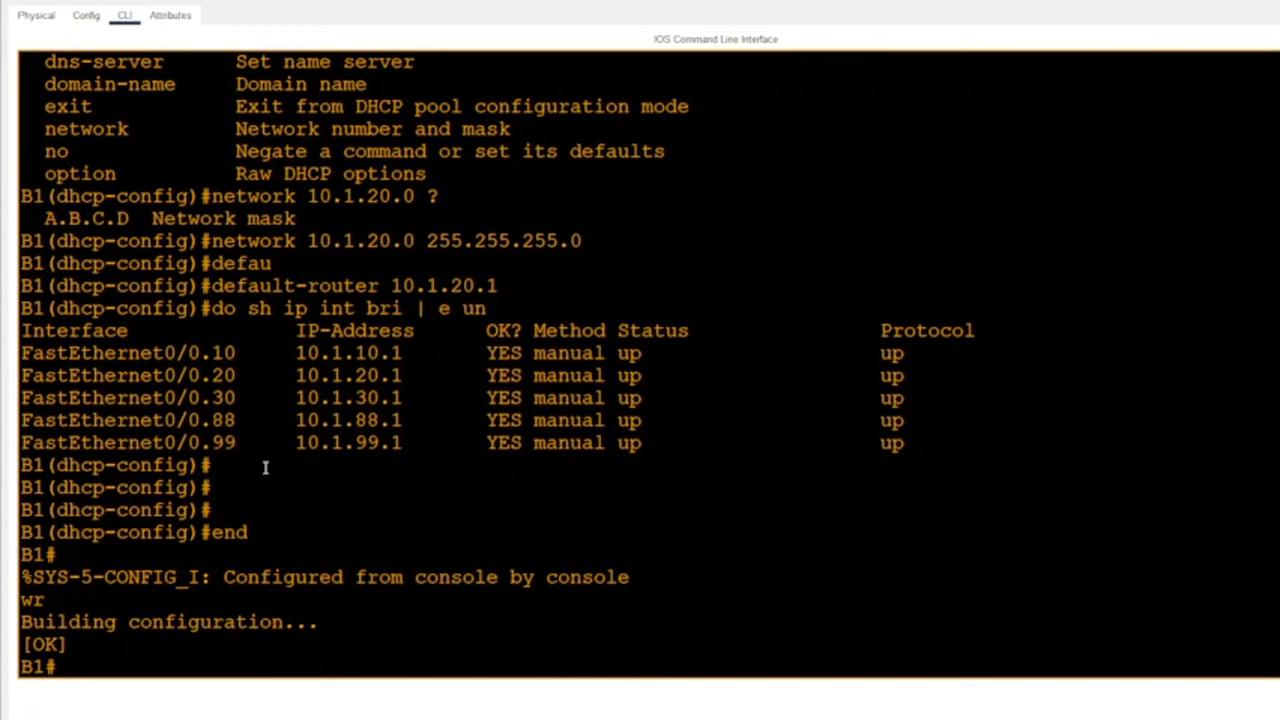 Physical Config CLI Attributes
IOS Command Line Interface
dns-server Set name server
domain-name Domain name
exit Exit from DHCP pool configuration mode
network Network number and mask
no Negate a command or set its defaults
option Raw DHCP options
B1(dhcp-config)#network 10.1.20.0 ?
A.B.C.D Network mask
B1(dhcp-config)#network 10.1.20.0 255.255.255.0
B1(dhcp-config)#defau
B1(dhcp-config)#default-router 10.1.20.1
B1(dhcp-config)#do sh ip int bri | e un
Interface IP-Address OK? Method Status Protocol
FastEthernet0/0.10 10.1.10.1 YES manual up up
FastEthernet0/0.20 10.1.20.1 YES manual up up
FastEthernet0/0.30 10.1.30.1 YES manual up up
FastEthernet0/0.88 10.1.88.1 YES manual up up
FastEthernet0/0.99 10.1.99.1 YES manual up up
B1(dhcp-config)#
B1(dhcp-config)#
B1(dhcp-config)#
B1(dhcp-config)#end
B1#
%SYS-5-CONFIG_I: Configured from console by console
wr
Building configuration...
[OK]
B1#